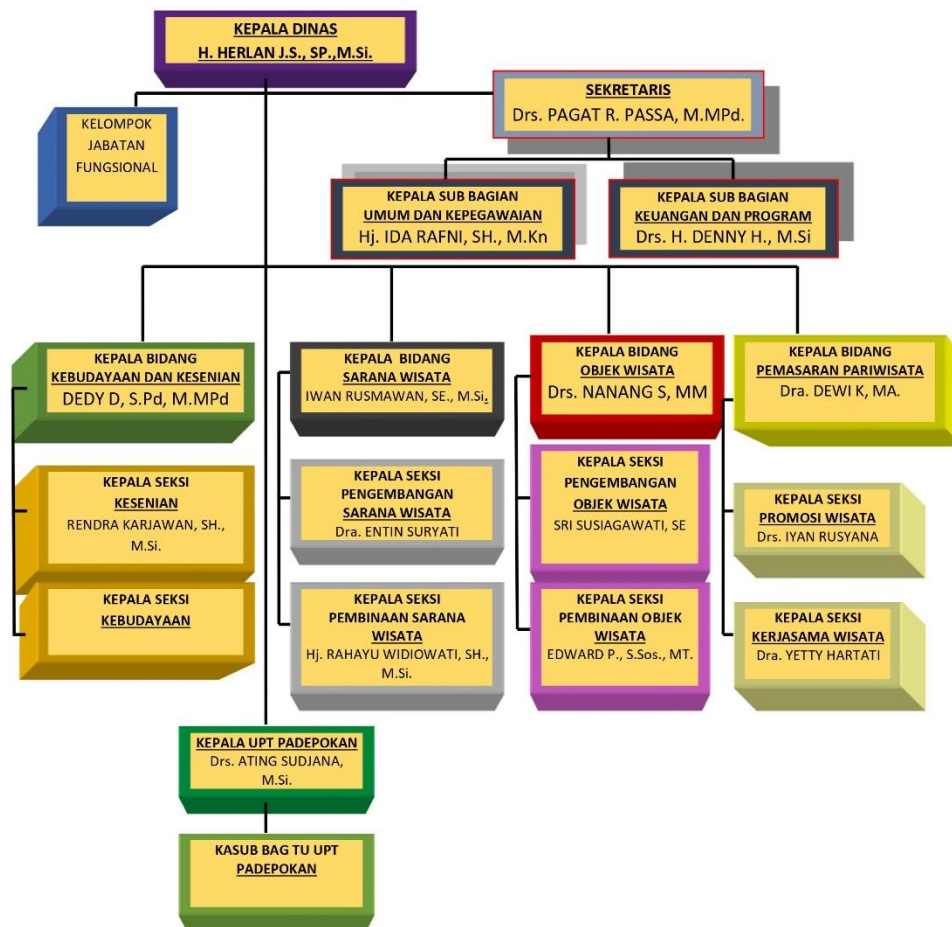 KEPALA DINAS
H. HERLAN J.S., SP.,M.Si.
SEKRETARIS
Drs. PAGAT R. PASSA, M.MPd.
KELOMPOK
JABATAN
FUNGSIONAL
KEPALA SUB BAGIAN
UMUM DAN KEPEGAWAIAN
Hj. IDA RAFNI, SH., M.Kn
KEPALA SUB BAGIAN
KEUANGAN DAN PROGRAM
Drs. H. DENNY H., M.Si
KEPALA BIDANG
KEBUDAYAAN DAN KESENIAN
DEDY D, S.Pd, M.MPd
KEPALA BIDANG
SARANA WISATA
IWAN RUSMAWAN, SE., M.Si.
KEPALA BIDANG
OBJEK WISATA
Drs. NANANG S, MM
KEPALA BIDANG
PEMASARAN PARIWISATA
Dra. DEWI K, MA.
KEPALA SEKSI
KESENIAN
RENDRA KARJAWAN, SH.,
M.Si.
KEPALA SEKSI
PENGEMBANGAN
SARANA WISATA
Dra. ENTIN SURYATI
KEPALA SEKSI
PENGEMBANGAN
OBJEK WISATA
SRI SUSIAGAWATI, SE
KEPALA SEKSI
PROMOSI WISATA
Drs. IYAN RUSYANA
KEPALA SEKSI
KEBUDAYAAN
KEPALA SEKSI
PEMBINAAN SARANA
WISATA
Hj. RAHAYU WIDIOWATI, SH.,
M.Si.
KEPALA SEKSI
PEMBINAAN OBJEK
WISATA
EDWARD P., S.Sos., MT.
KEPALA SEKSI
KERJASAMA WISATA
Dra. YETTY HARTATI
KEPALA UPT PADEPOKAN
Drs. ATING SUDJANA,
M.Si.
KASUB BAG TU UPT
PADEPOKAN